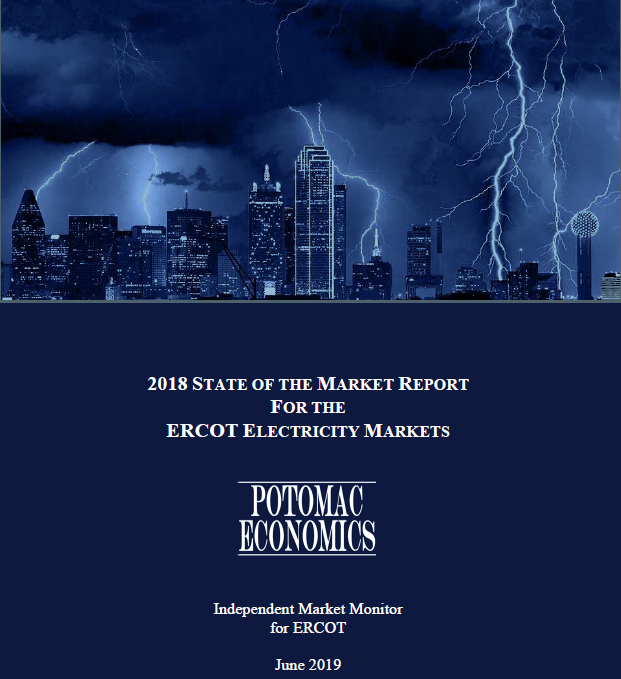 2018 STATE OF THE MARKET REPORT
FOR THE
ERCOT ELECTRICITY MARKETS
POTOMAC
ECONOMICS
Independent Market Monitor
for ERCOT
June 2019